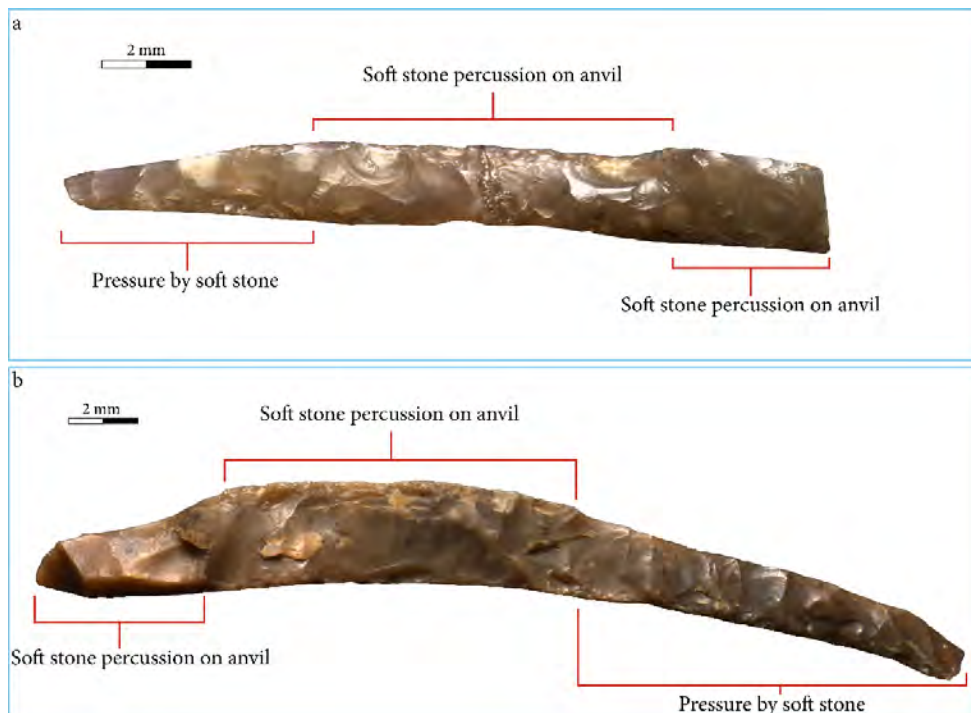 a
2 mm
Soft stone percussion on anvil
Pressure by soft stone
Soft stone percussion on anvil
b
2 mm
Soft stone percussion on anvil
Soft stone percussion on anvil
Pressure by soft stone